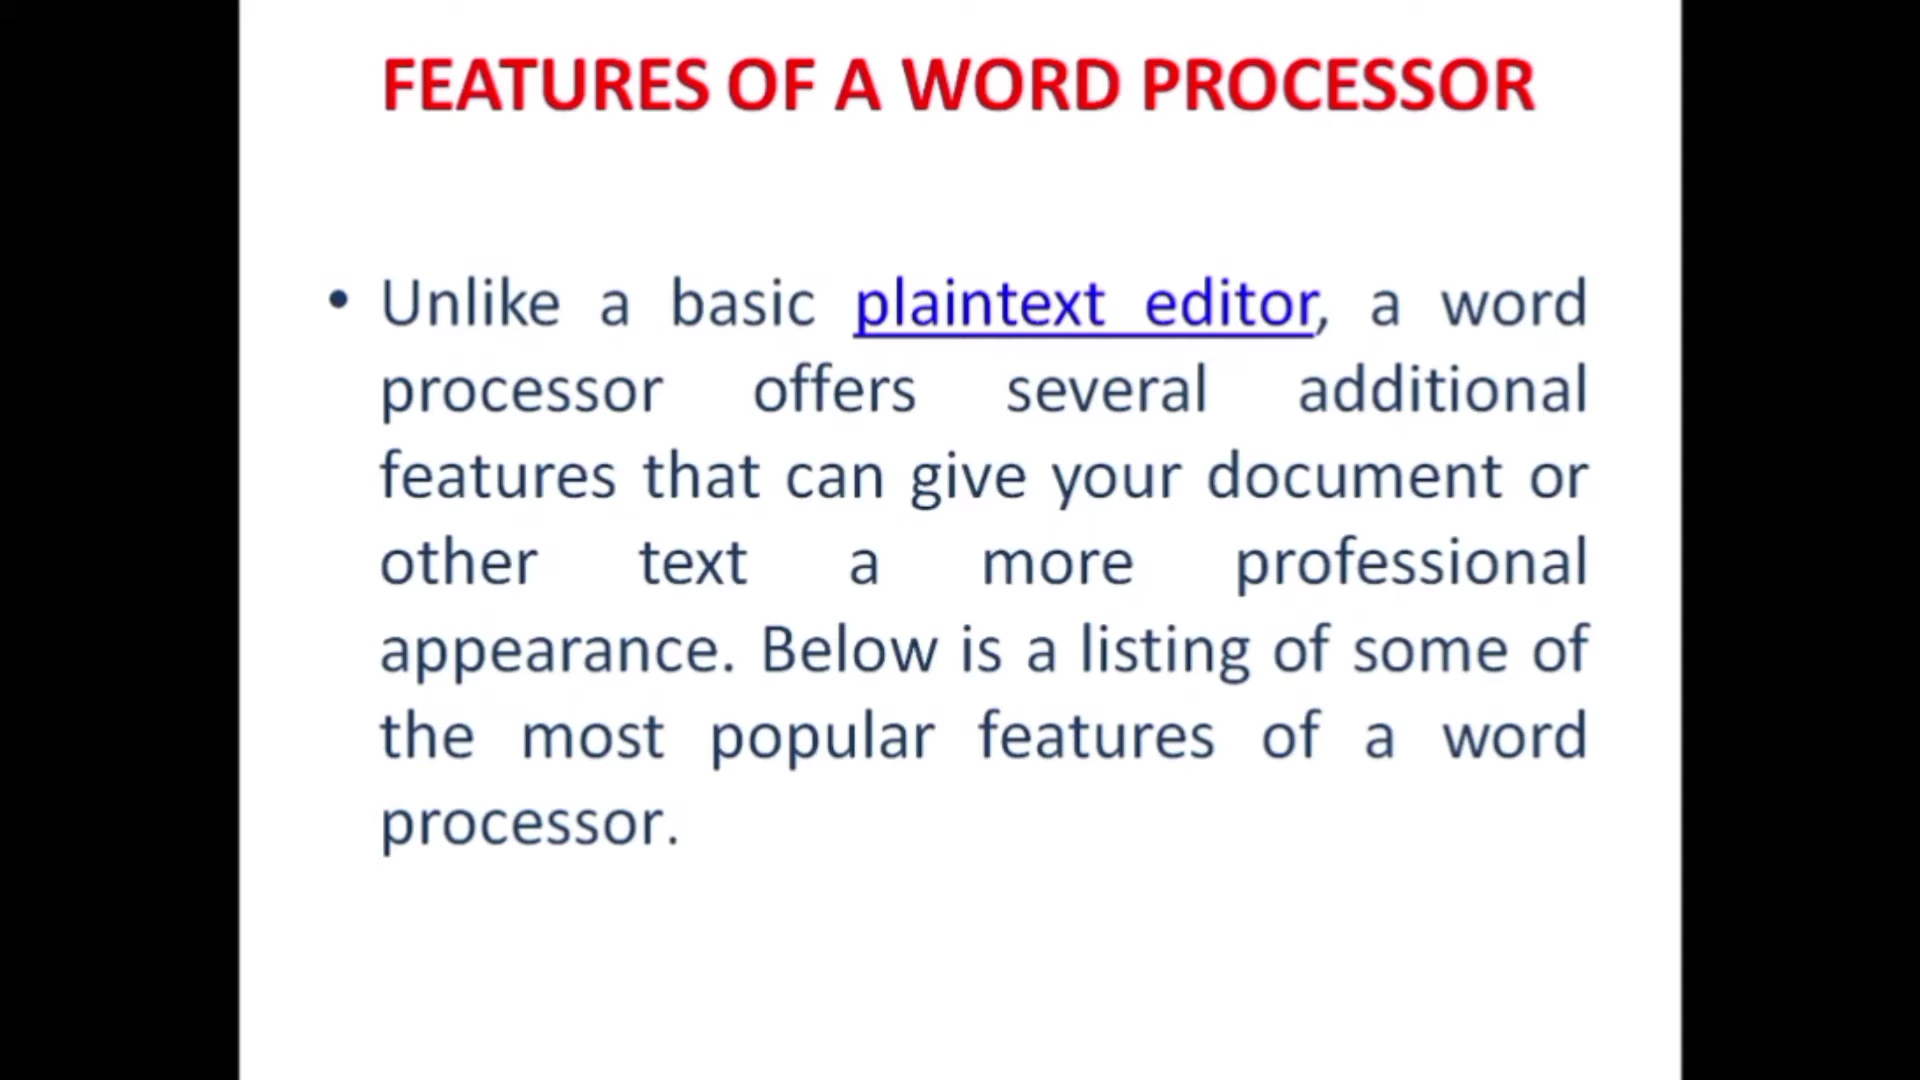 FEATURES OF A WORD PROCESSOR
• Unlike a basic plaintext editor, a word
processor offers several additional
features that can give your document or
other text a more professional
appearance. Below is a listing of some of
the most popular features of a word
processor.